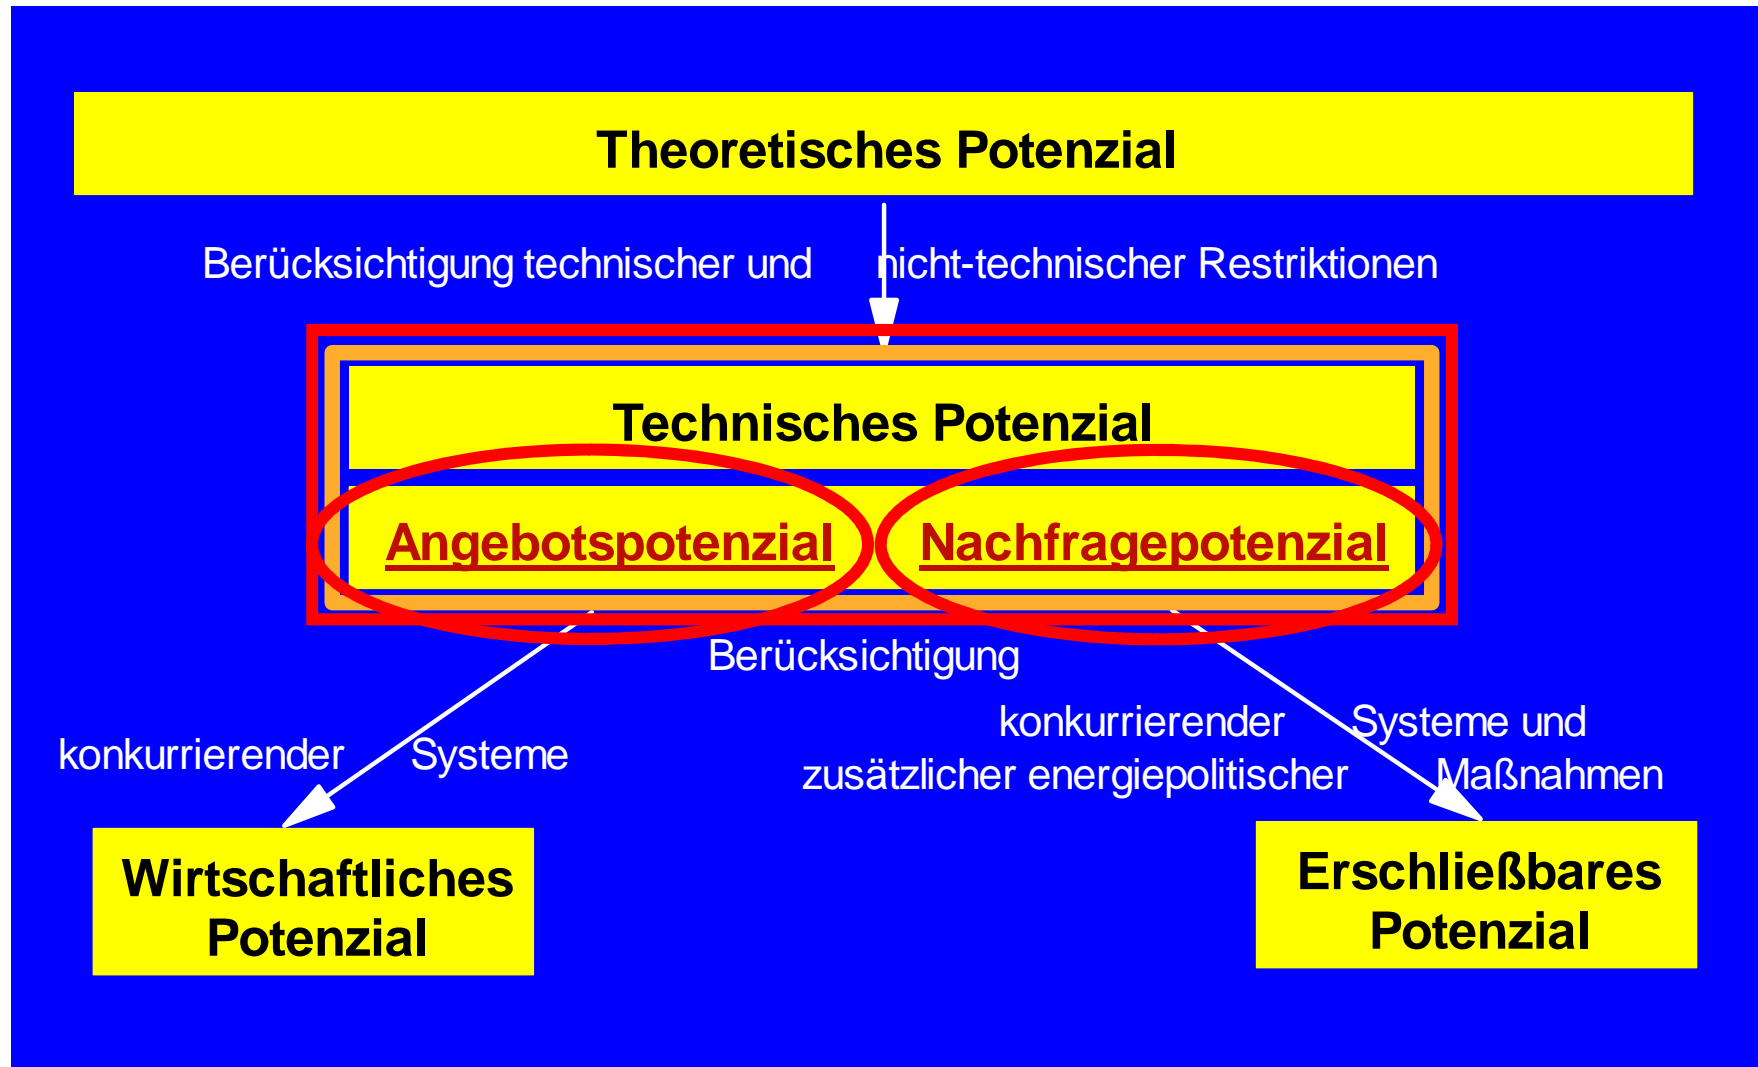 Theoretisches Potenzial
Berücksichtigung technischer und nicht-technischer Restriktionen
Technisches Potenzial
Angebotspotenzial Nachfragepotenzial
Berücksichtigung
konkurrierender Systeme
konkurrierender Systeme und
zusätzlicher energiepolitischer Maßnahmen
Wirtschaftliches
Potenzial
Erschließbares
Potenzial